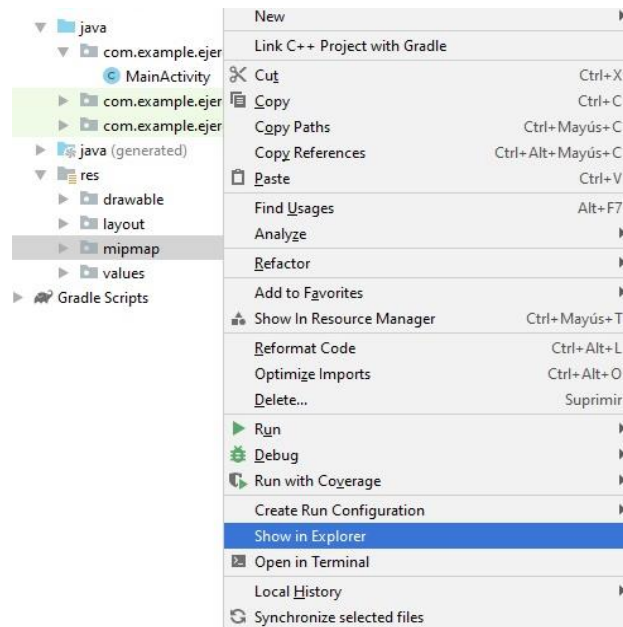 java
com.example.ejer
MainActivity
com.example.ejer
com.example.ejer
java (generated)
res
drawable
layout
mipmap
values
Gradle Scripts
New
Link C++ Project with Gradle
Cut Ctrl+X
Copy Ctrl+C
Copy Paths Ctrl+Mayús+C
Copy References Ctrl+Alt+Mayús+C
Paste Ctrl+V
Find Usages Alt+F7
Analyze
Refactor
Add to Favorites
Show In Resource Manager Ctrl+Mayús+T
Reformat Code Ctrl+Alt+L
Optimize Imports Ctrl+Alt+O
Delete... Suprimir
Run
Debug
Run with Coverage
Create Run Configuration
Show in Explorer
Open in Terminal
Local History
Synchronize selected files